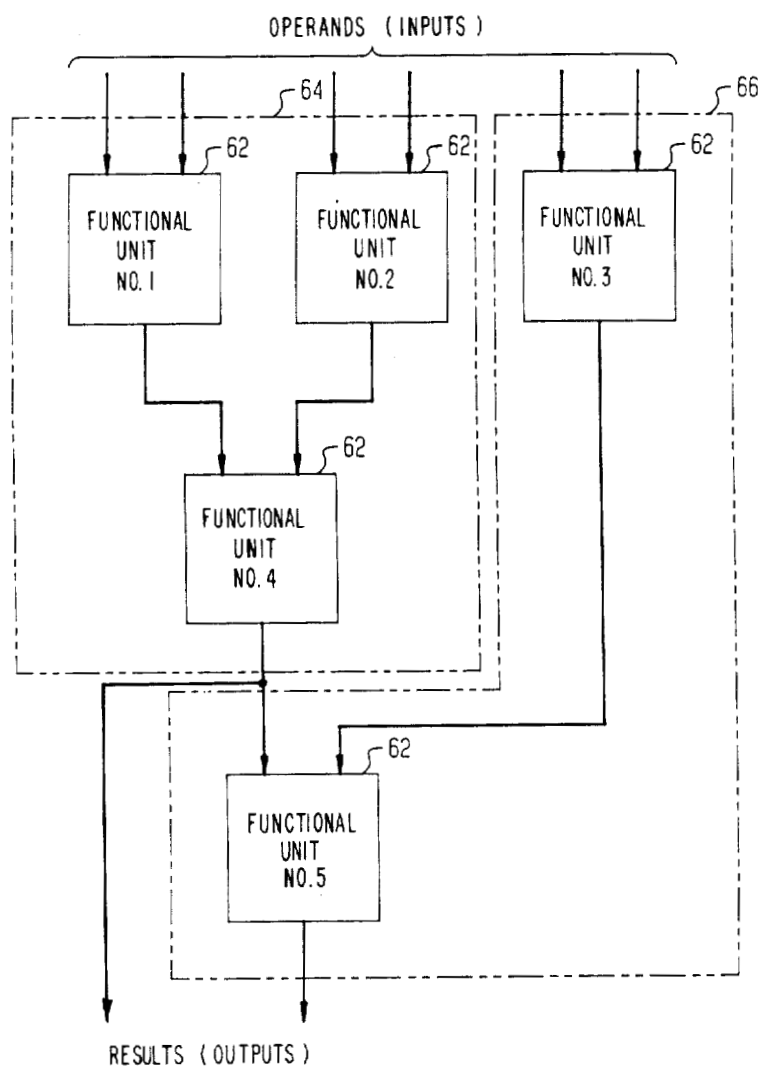 OPERANDS (INPUTS)
64
66
62
62
62
FUNCTIONAL
UNIT
NO. 1
FUNCTIONAL
UNIT
NO. 2
FUNCTIONAL
UNIT
NO. 3
62
FUNCTIONAL
UNIT
NO. 4
62
FUNCTIONAL
UNIT
NO. 5
RESULTS (OUTPUTS)